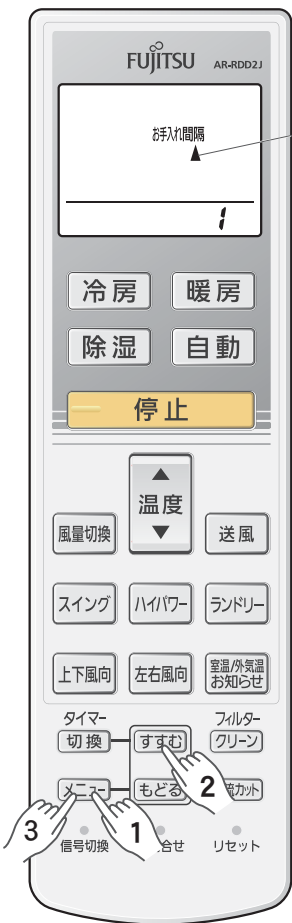 FUJITSU AR-RDD2J
お手入れ間隔
▲
1
冷房 暖房
除湿 自動
停止
▲
温度
▼
風量切換 送風
スイング ハイパワー ランドリー
上下風向 左右風向 室温/外気温
お知らせ
タイマー フィルター
切換 すすむ クリーン
メニュー もどる 2 カット
3 1
信号切換 合せ リセット